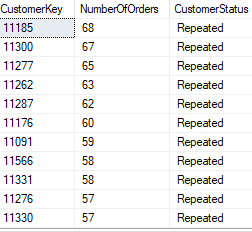 CustomerKey NumberOfOrders CustomerStatus
11185 68 Repeated
11300 67 Repeated
11277 65 Repeated
11262 63 Repeated
11287 62 Repeated
11176 60 Repeated
11091 59 Repeated
11566 58 Repeated
11331 58 Repeated
11276 57 Repeated
11330 57 Repeated